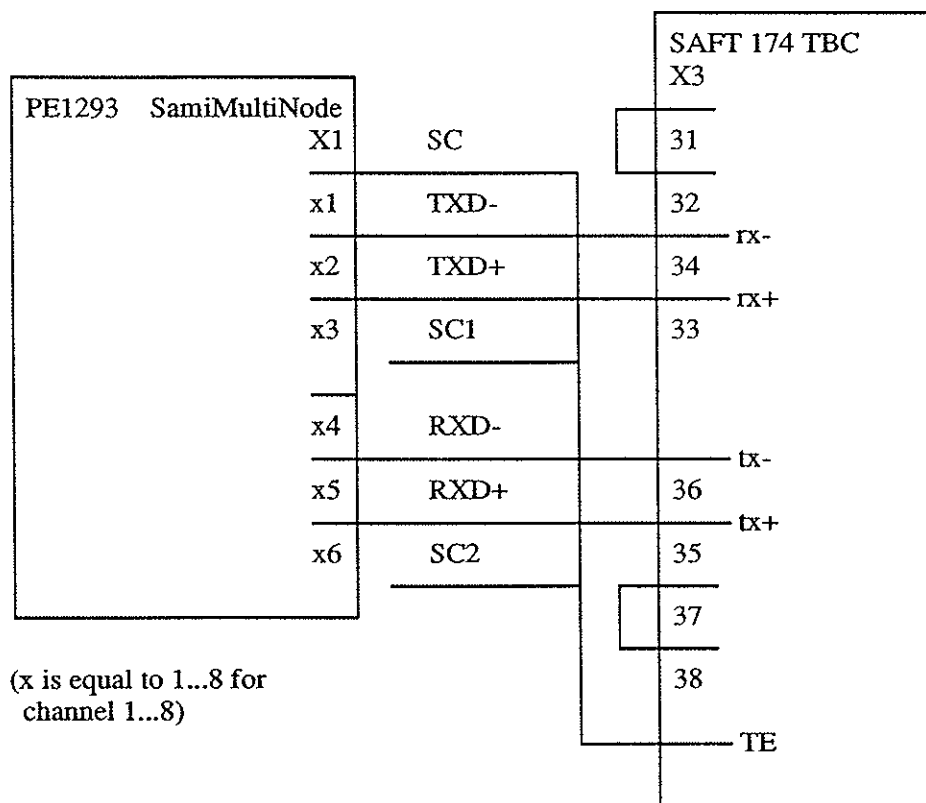 SAFT 174 TBC
X3
PE1293 SamiMultiNode
X1 SC 31
x1 TXD- 32
rx-
x2 TXD+ 34
rx+
x3 SC1 33
x4 RXD-
tx-
x5 RXD+ 36
tx+
x6 SC2 35
37
(x is equal to 1...8 for
channel 1...8)
38
TE